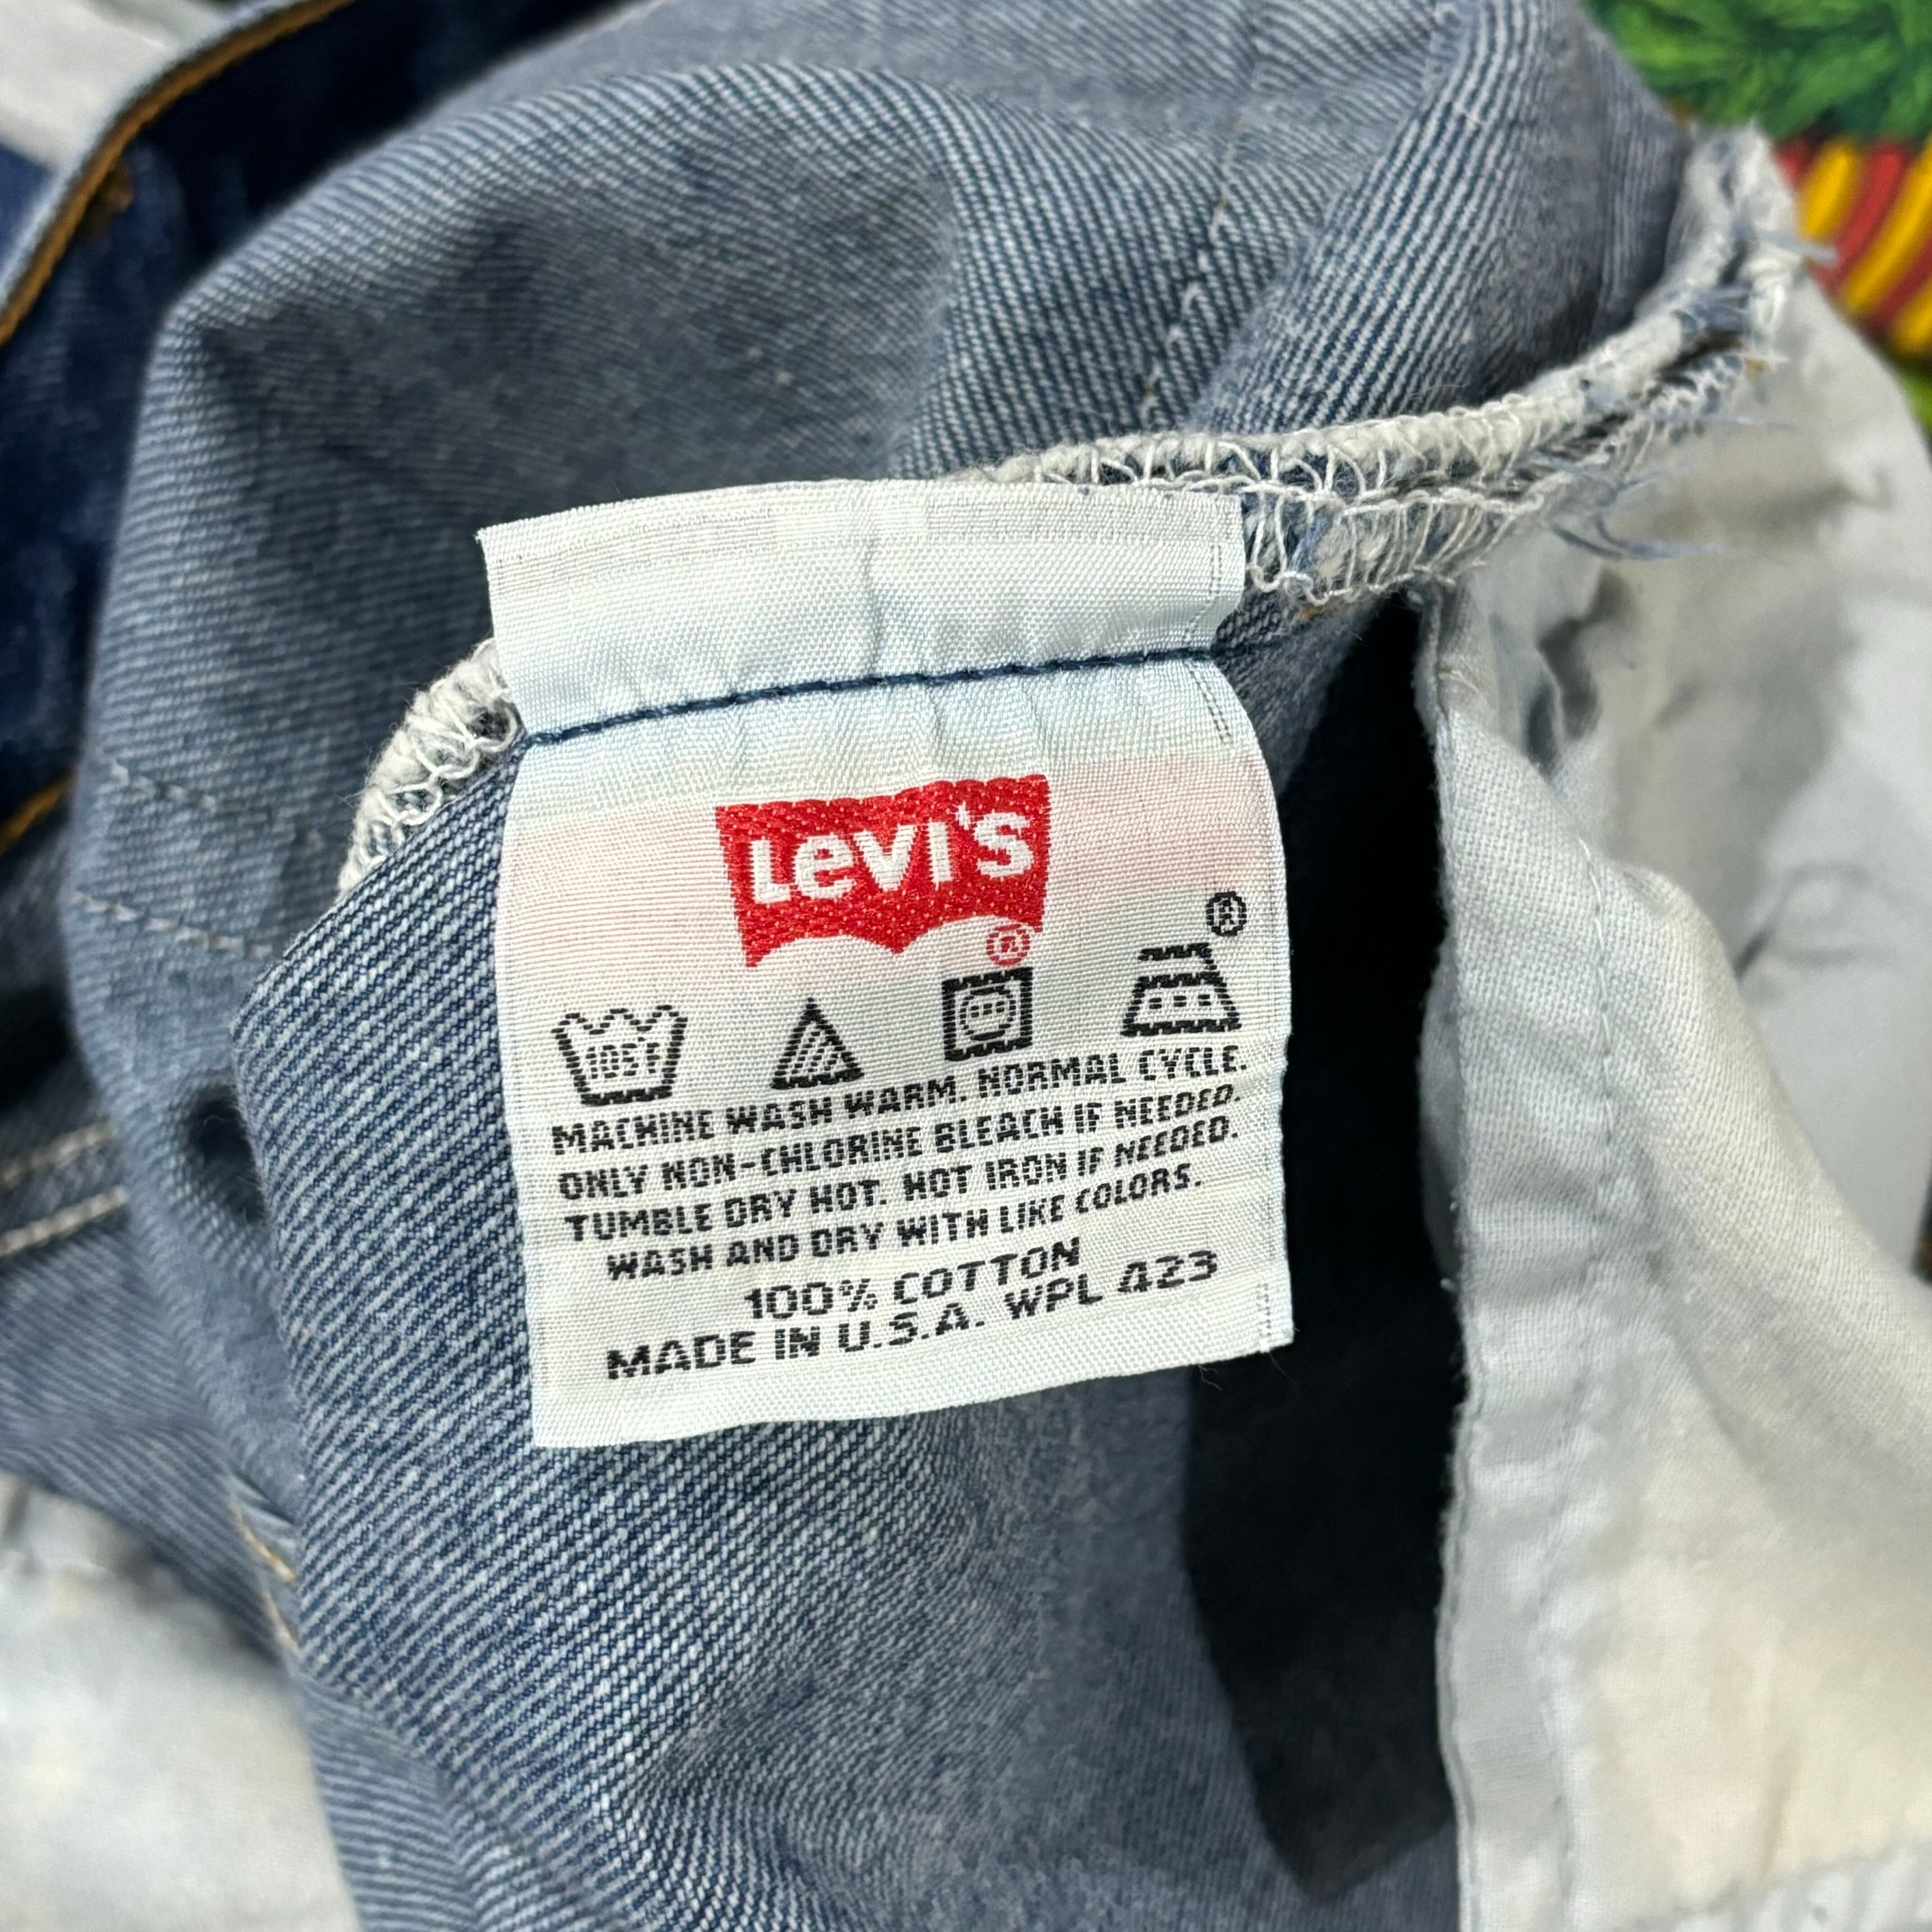 Levi's
®
®
105°F
MACHINE WASH WARM. NORMAL CYCLE.
ONLY NON-CHLORINE BLEACH IF NEEDED.
TUMBLE DRY HOT. HOT IRON IF NEEDED.
WASH AND DRY WITH LIKE COLORS.
100% COTTON
MADE IN U.S.A. WPL 423